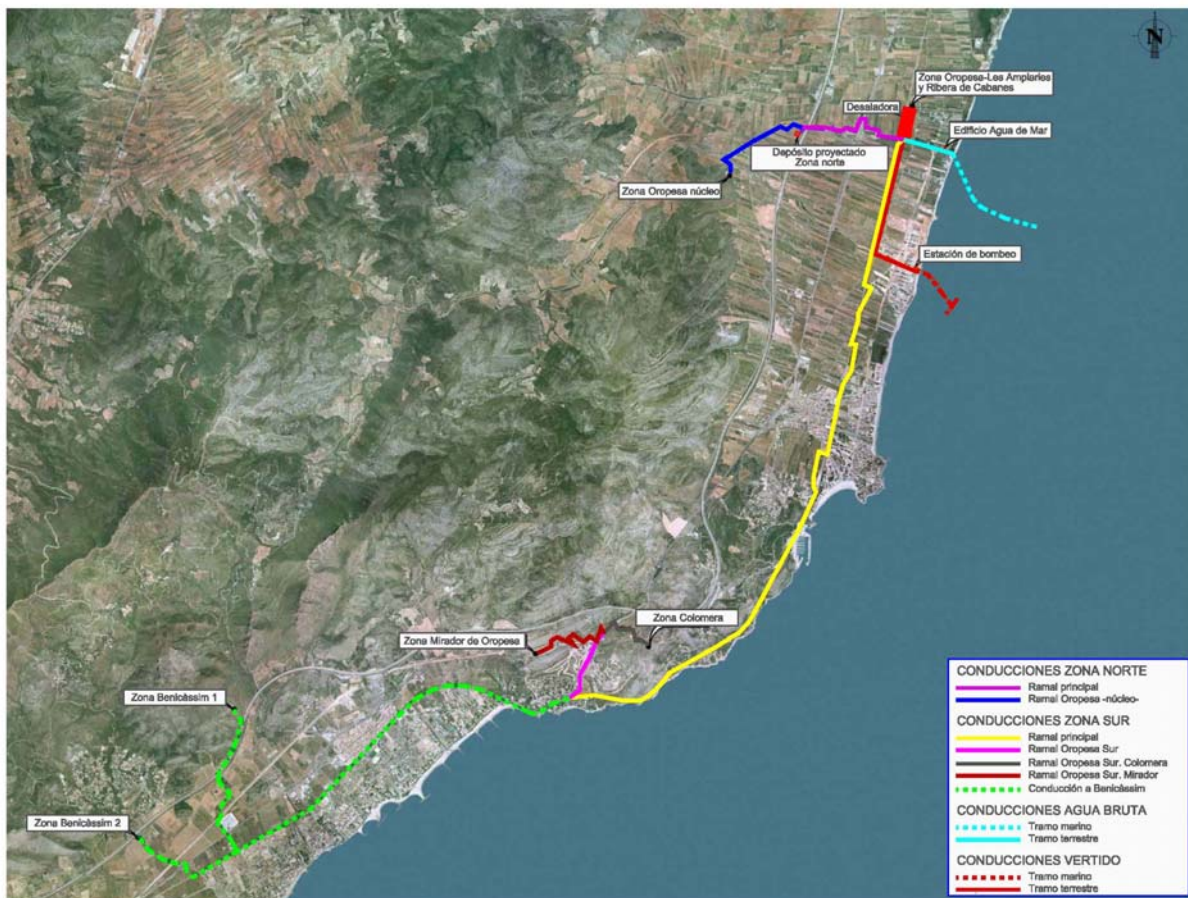 N
Zona Oropesa-Les Amplaries
y Ribera de Cabanes
Desaladora
Edificio Agua de Mar
Depósito proyectado
Zona norte
Zona Oropesa núcleo
Estación de bombeo
Zona Colomera
Zona Mirador de Oropesa
Zona Benicàssim 1
Zona Benicàssim 2
CONDUCCIONES ZONA NORTE
Ramal principal
Ramal Oropesa -núcleo-
CONDUCCIONES ZONA SUR
Ramal principal
Ramal Oropesa Sur
Ramal Oropesa Sur. Colomera
Ramal Oropesa Sur. Mirador
Conducción a Benicàssim
CONDUCCIONES AGUA BRUTA
Tramo marino
Tramo terrestre
CONDUCCIONES VERTIDO
Tramo marino
Tramo terrestre